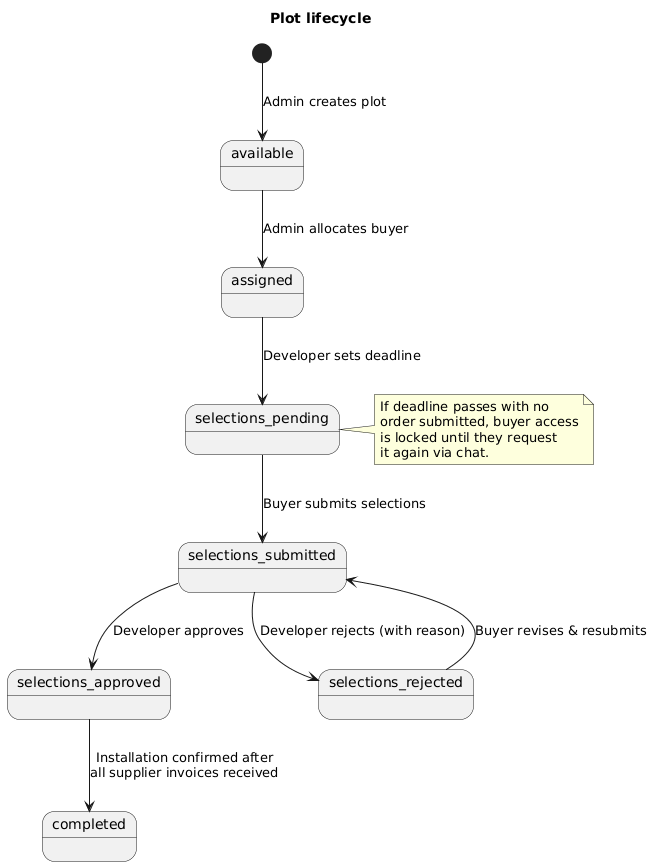 Plot lifecycle
Admin creates plot
available
Admin allocates buyer
assigned
Developer sets deadline
selections_pending
If deadline passes with no
order submitted, buyer access
is locked until they request
it again via chat.
Buyer submits selections
selections_submitted
Developer approves
Developer rejects (with reason)
Buyer revises & resubmits
selections_approved
selections_rejected
Installation confirmed after
all supplier invoices received
completed